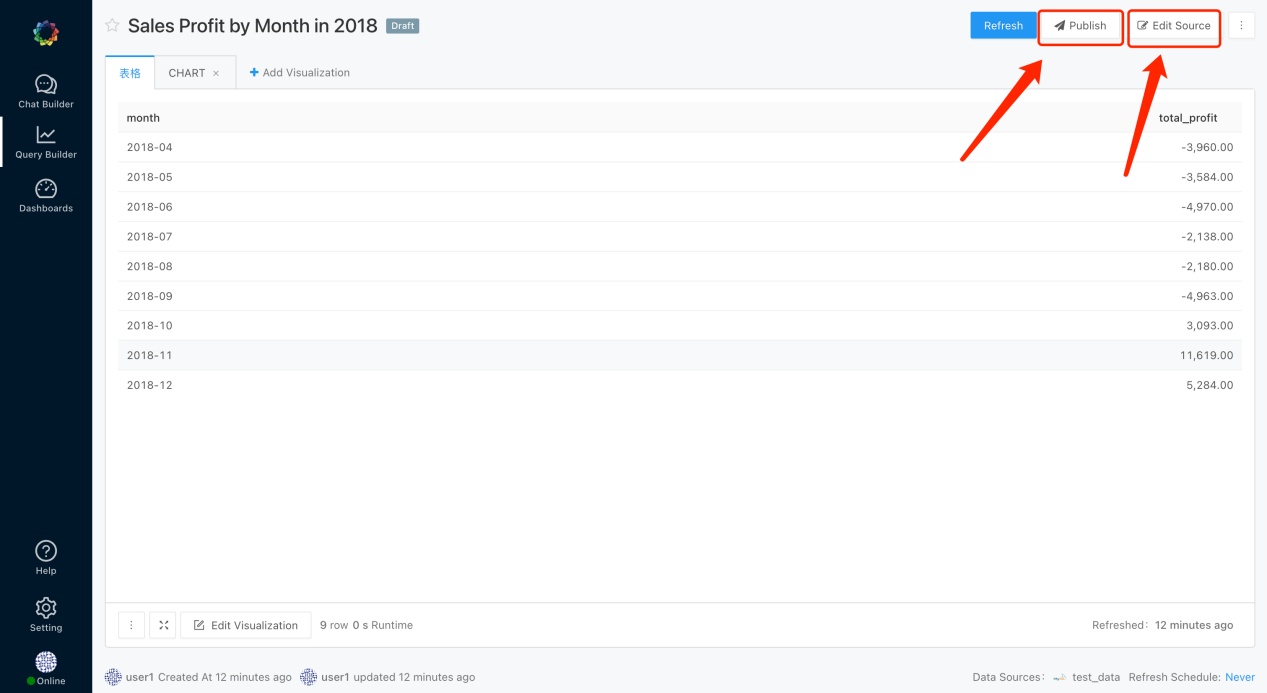 Sales Profit by Month in 2018 Draft
Refresh Publish Edit Source
Chat Builder
Query Builder
Dashboards
Help
Setting
Online
表格 CHART × + Add Visualization
month total_profit
2018-04 -3,960.00
2018-05 -3,584.00
2018-06 -4,970.00
2018-07 -2,138.00
2018-08 -2,180.00
2018-09 -4,963.00
2018-10 3,093.00
2018-11 11,619.00
2018-12 5,284.00
Edit Visualization 9 row 0 s Runtime Refreshed: 12 minutes ago
user1 Created At 12 minutes ago user1 updated 12 minutes ago Data Sources: test_data Refresh Schedule: Never